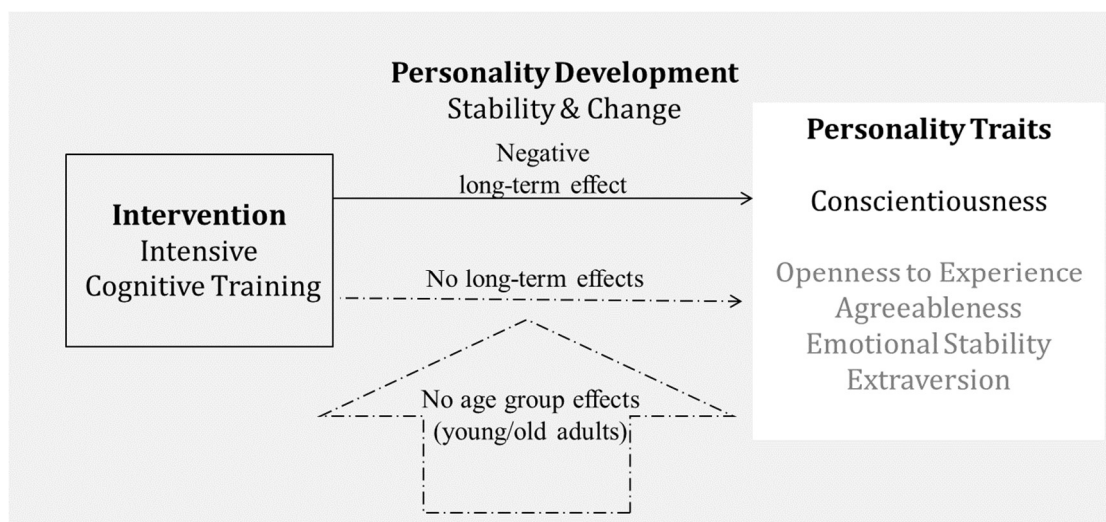 Personality Development
Stability & Change
Negative
long-term effect
Intervention
Intensive
Cognitive Training
No long-term effects
No age group effects
(young/old adults)
Personality Traits
Conscientiousness
Openness to Experience
Agreeableness
Emotional Stability
Extraversion